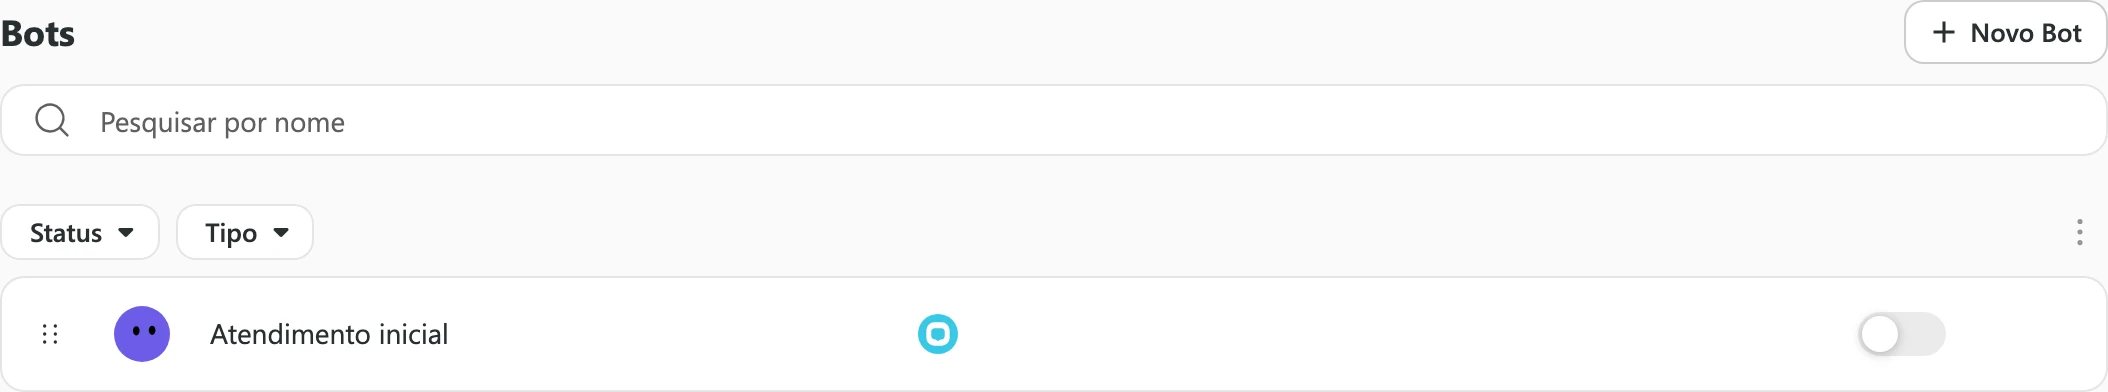 Bots
+ Novo Bot
Pesquisar por nome
Status
Tipo
Atendimento inicial